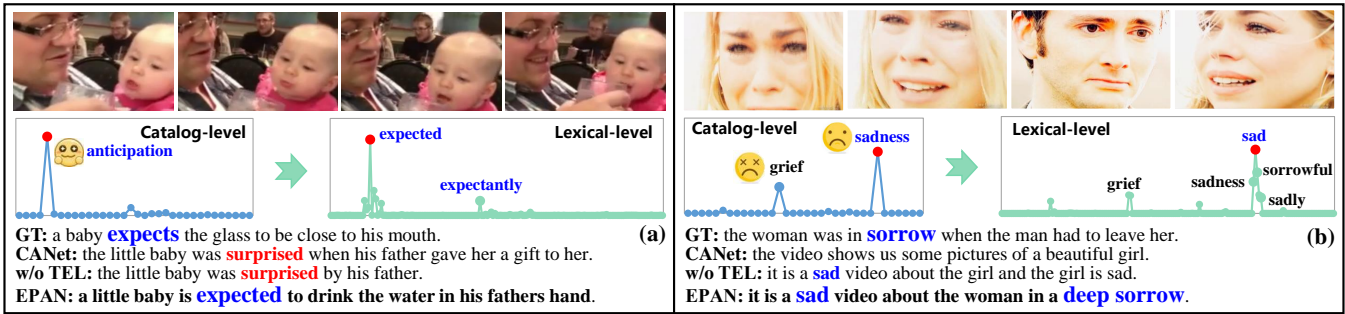 Catalog-level
anticipation
Lexical-level
expected
expectantly
GT: a baby expects the glass to be close to his mouth.
(a)
CANet: the little baby was surprised when his father gave her a gift to her.
w/o TEL: the little baby was surprised by his father.
EPAN: a little baby is expected to drink the water in his fathers hand.
Catalog-level
sadness
grief
Lexical-level
sad
sorrowful
sadness
grief
sadly
GT: the woman was in sorrow when the man had to leave her.
(b)
CANet: the video shows us some pictures of a beautiful girl.
w/o TEL: it is a sad video about the girl and the girl is sad.
EPAN: it is a sad video about the woman in a deep sorrow.